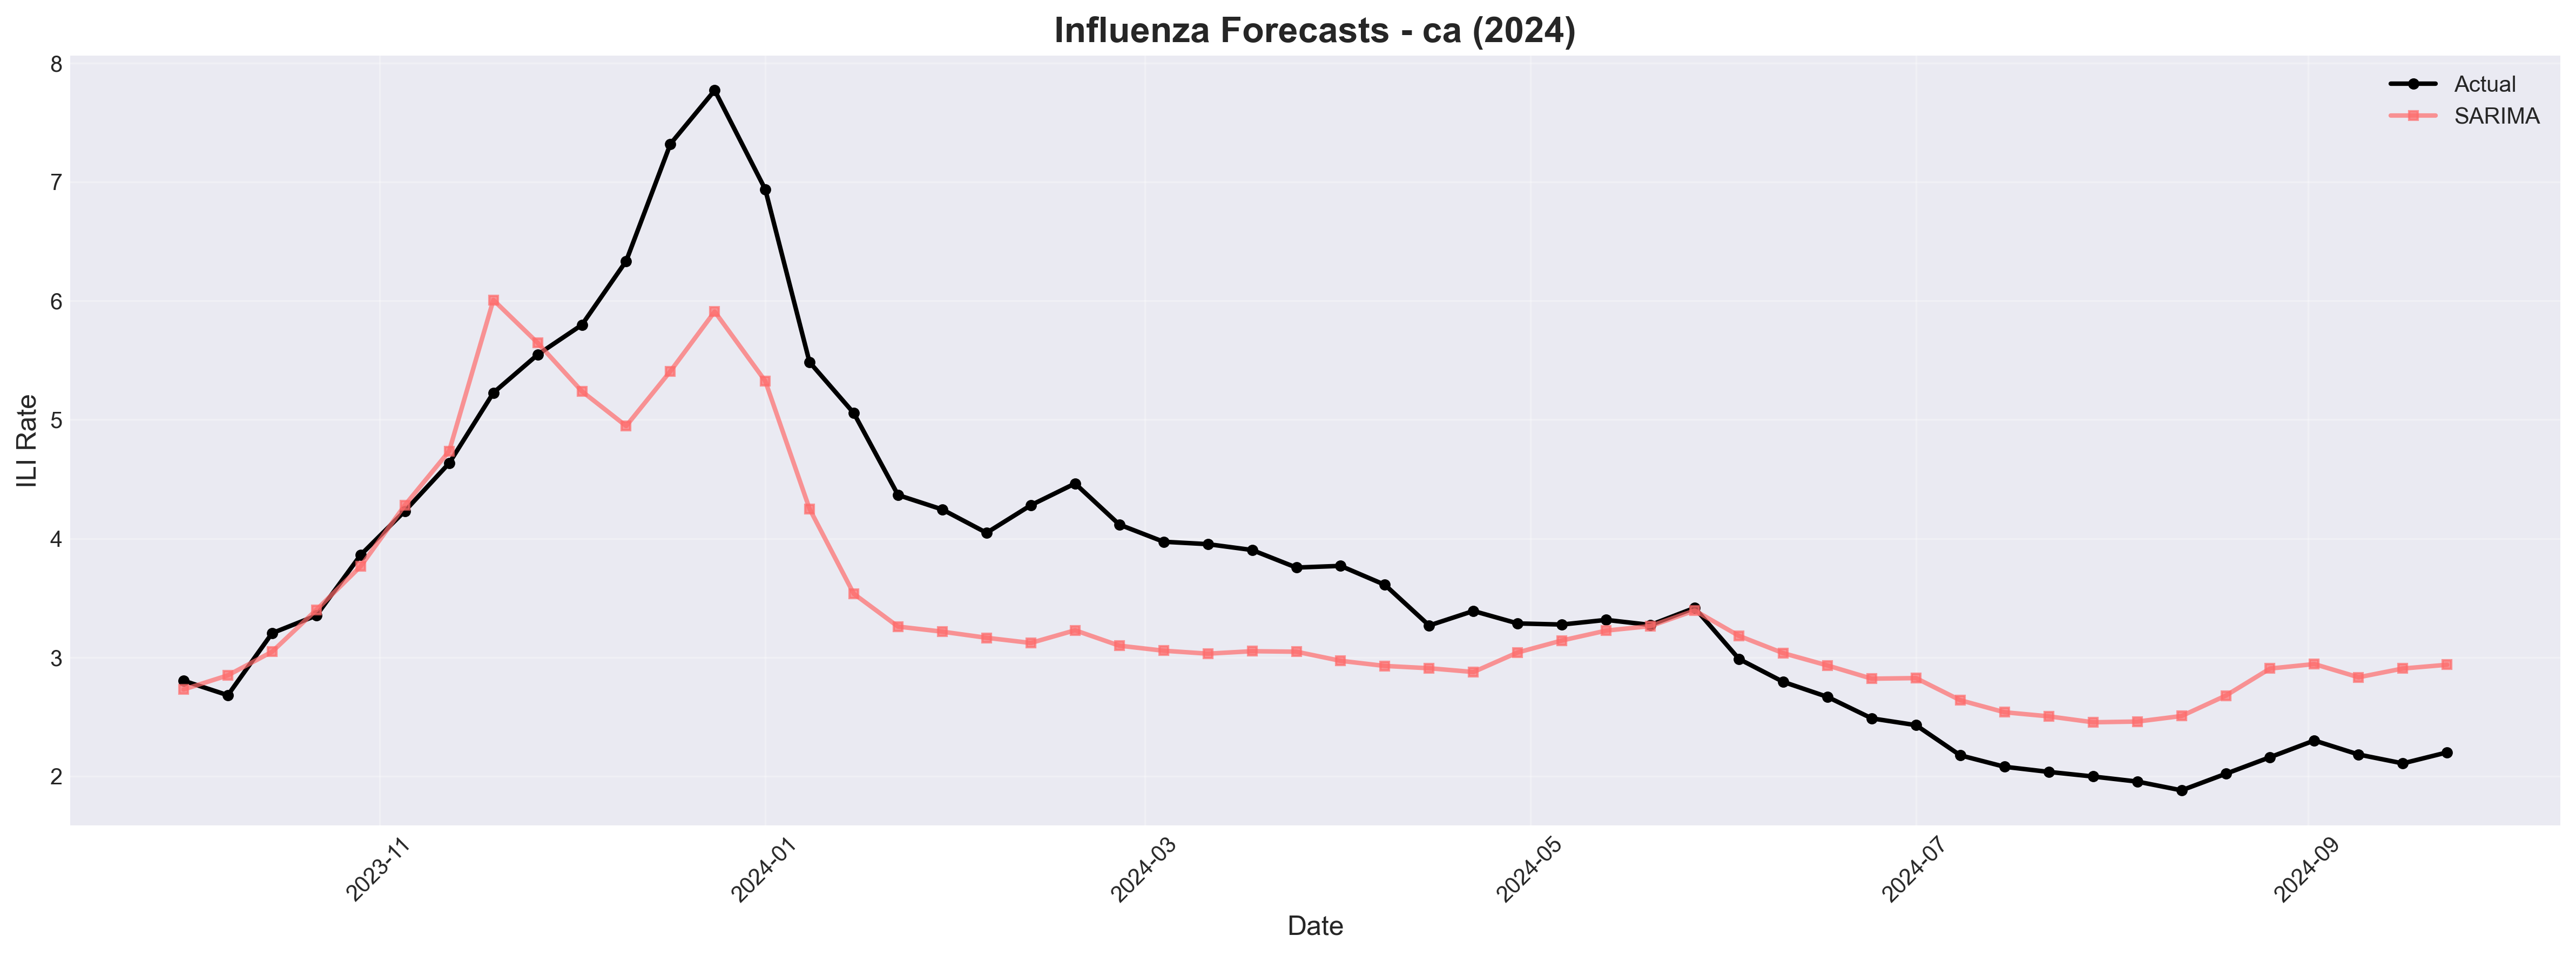 Influenza Forecasts - ca (2024)
8
7
6
5
4
3
2
ILI Rate
Actual
SARIMA
2023-11
2024-01
2024-03
2024-05
2024-07
2024-09
Date